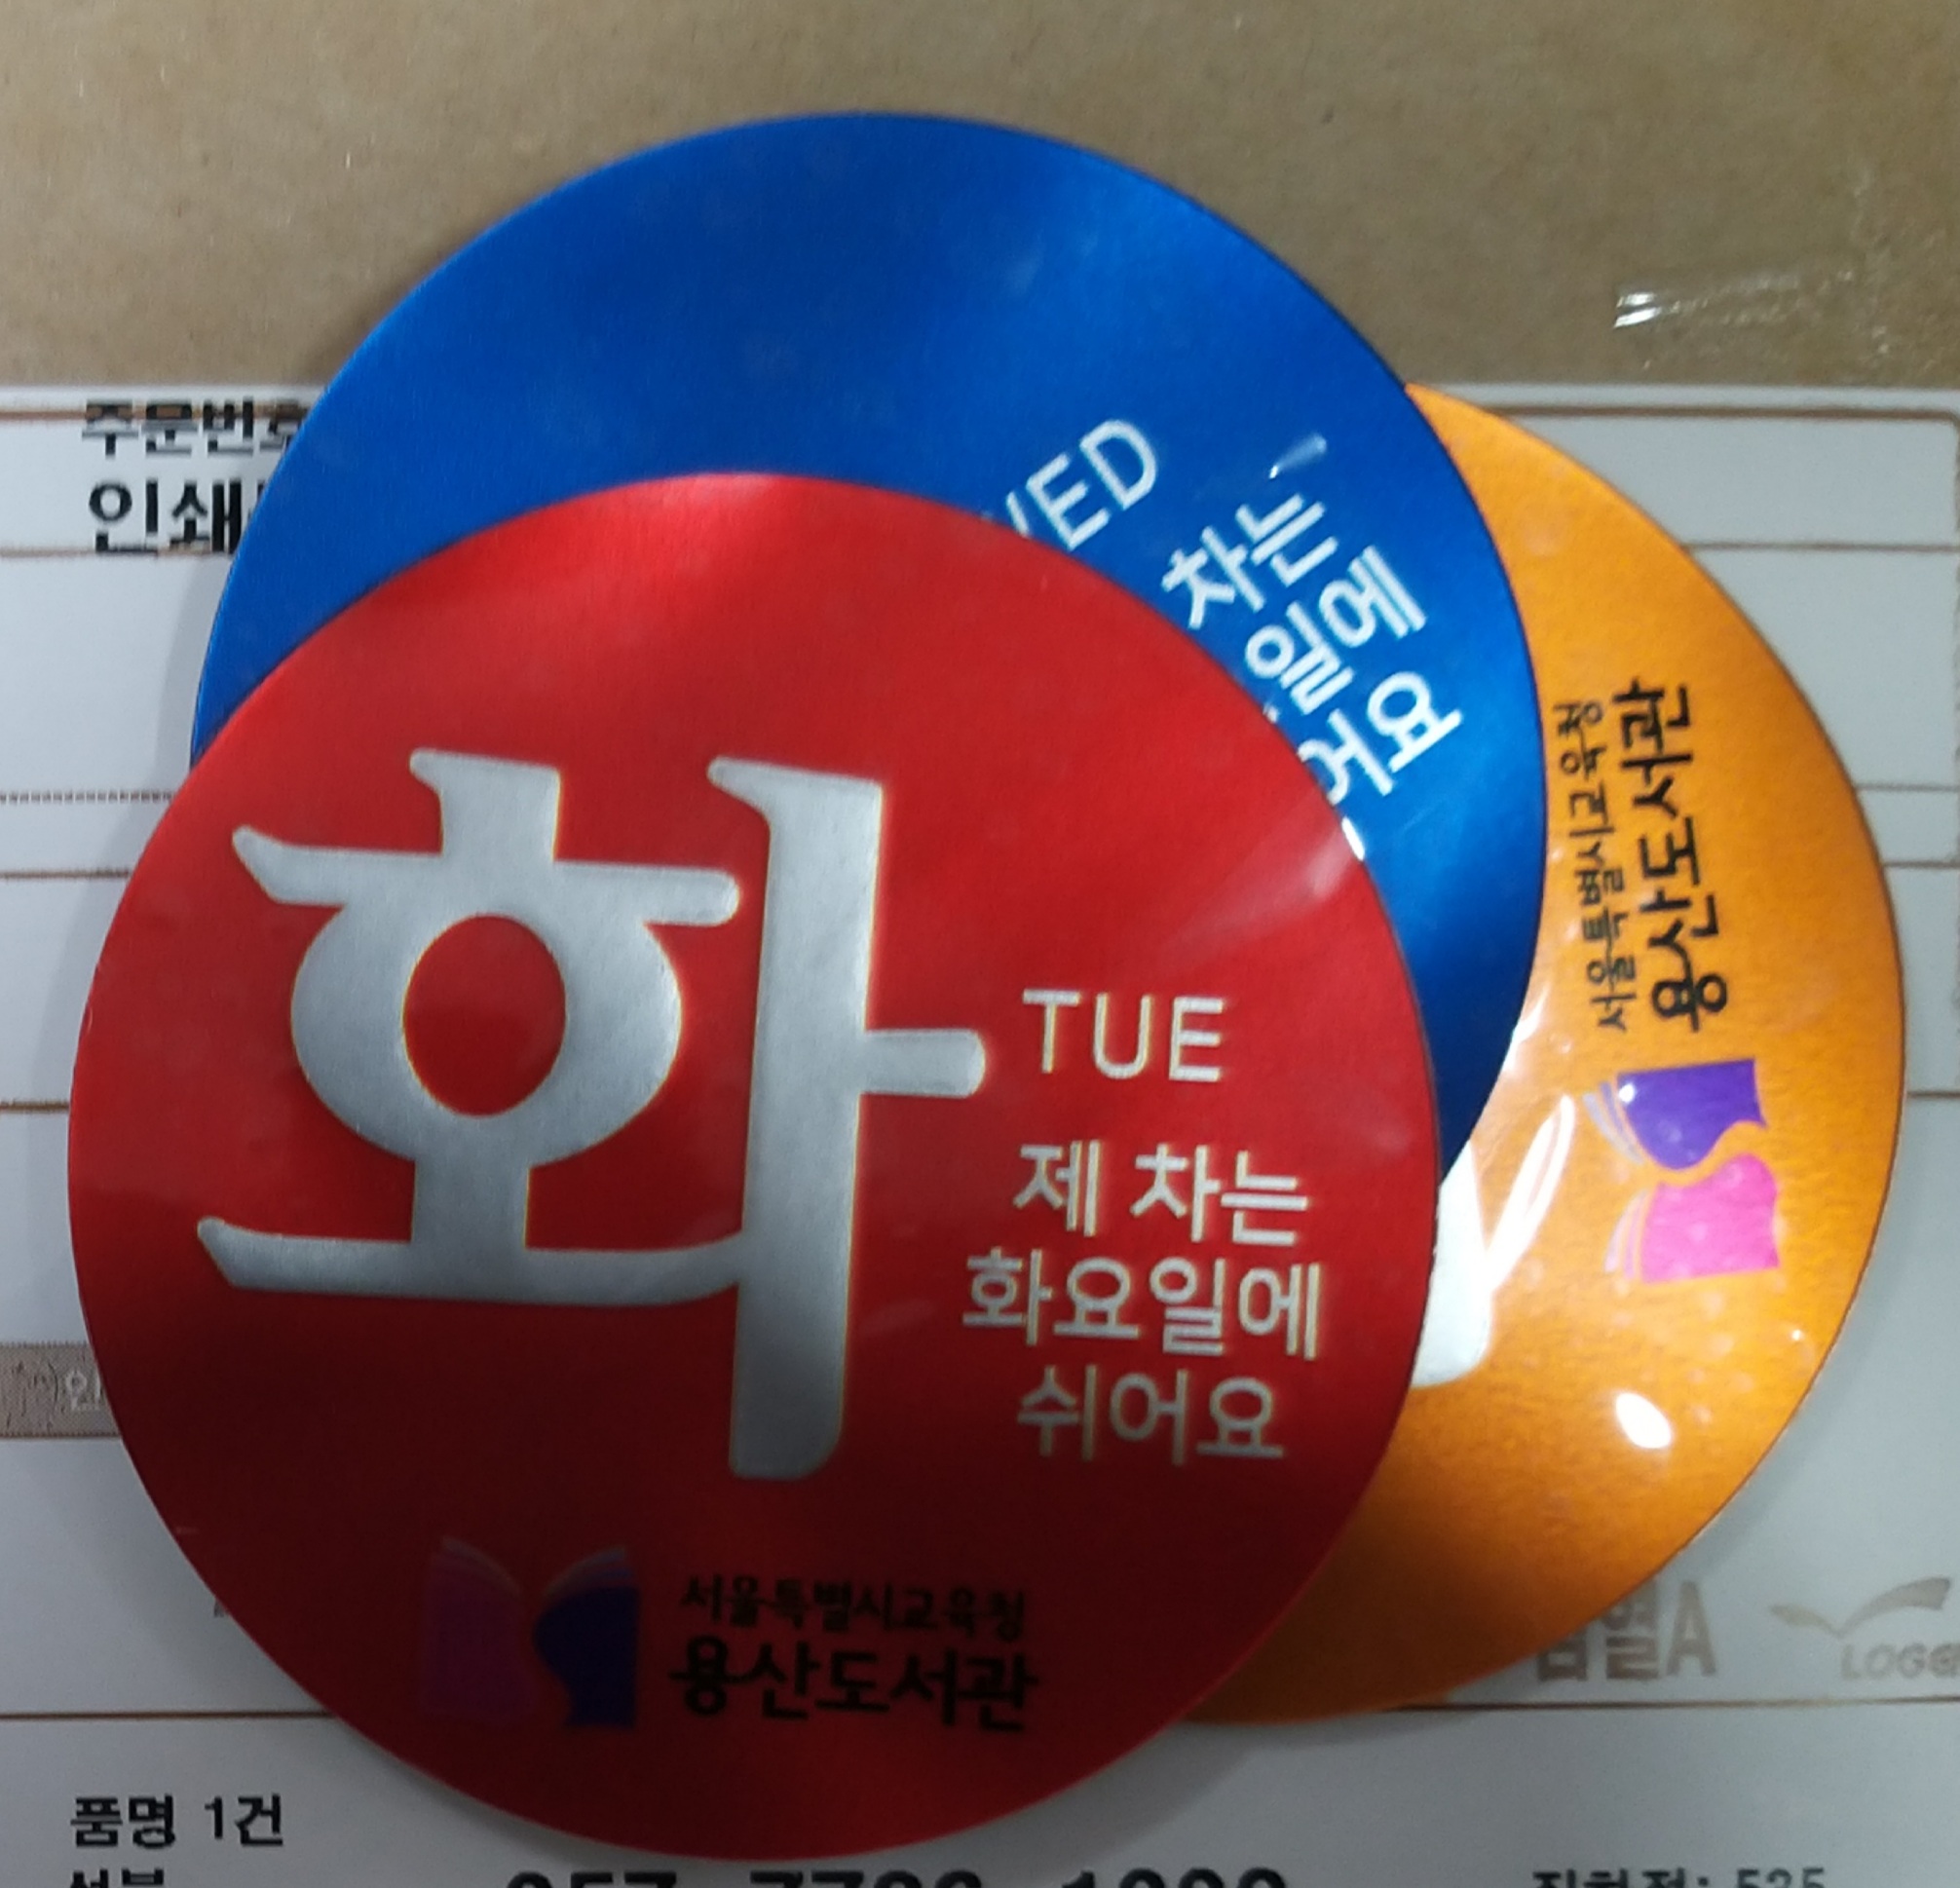 주문번호
인쇄
화
TUE
제 차는
화요일에
쉬어요
서울특별시교육청
용산도서관
ED
차는
일에
어요
서울특별시교육청
용산도서관
품명 1건